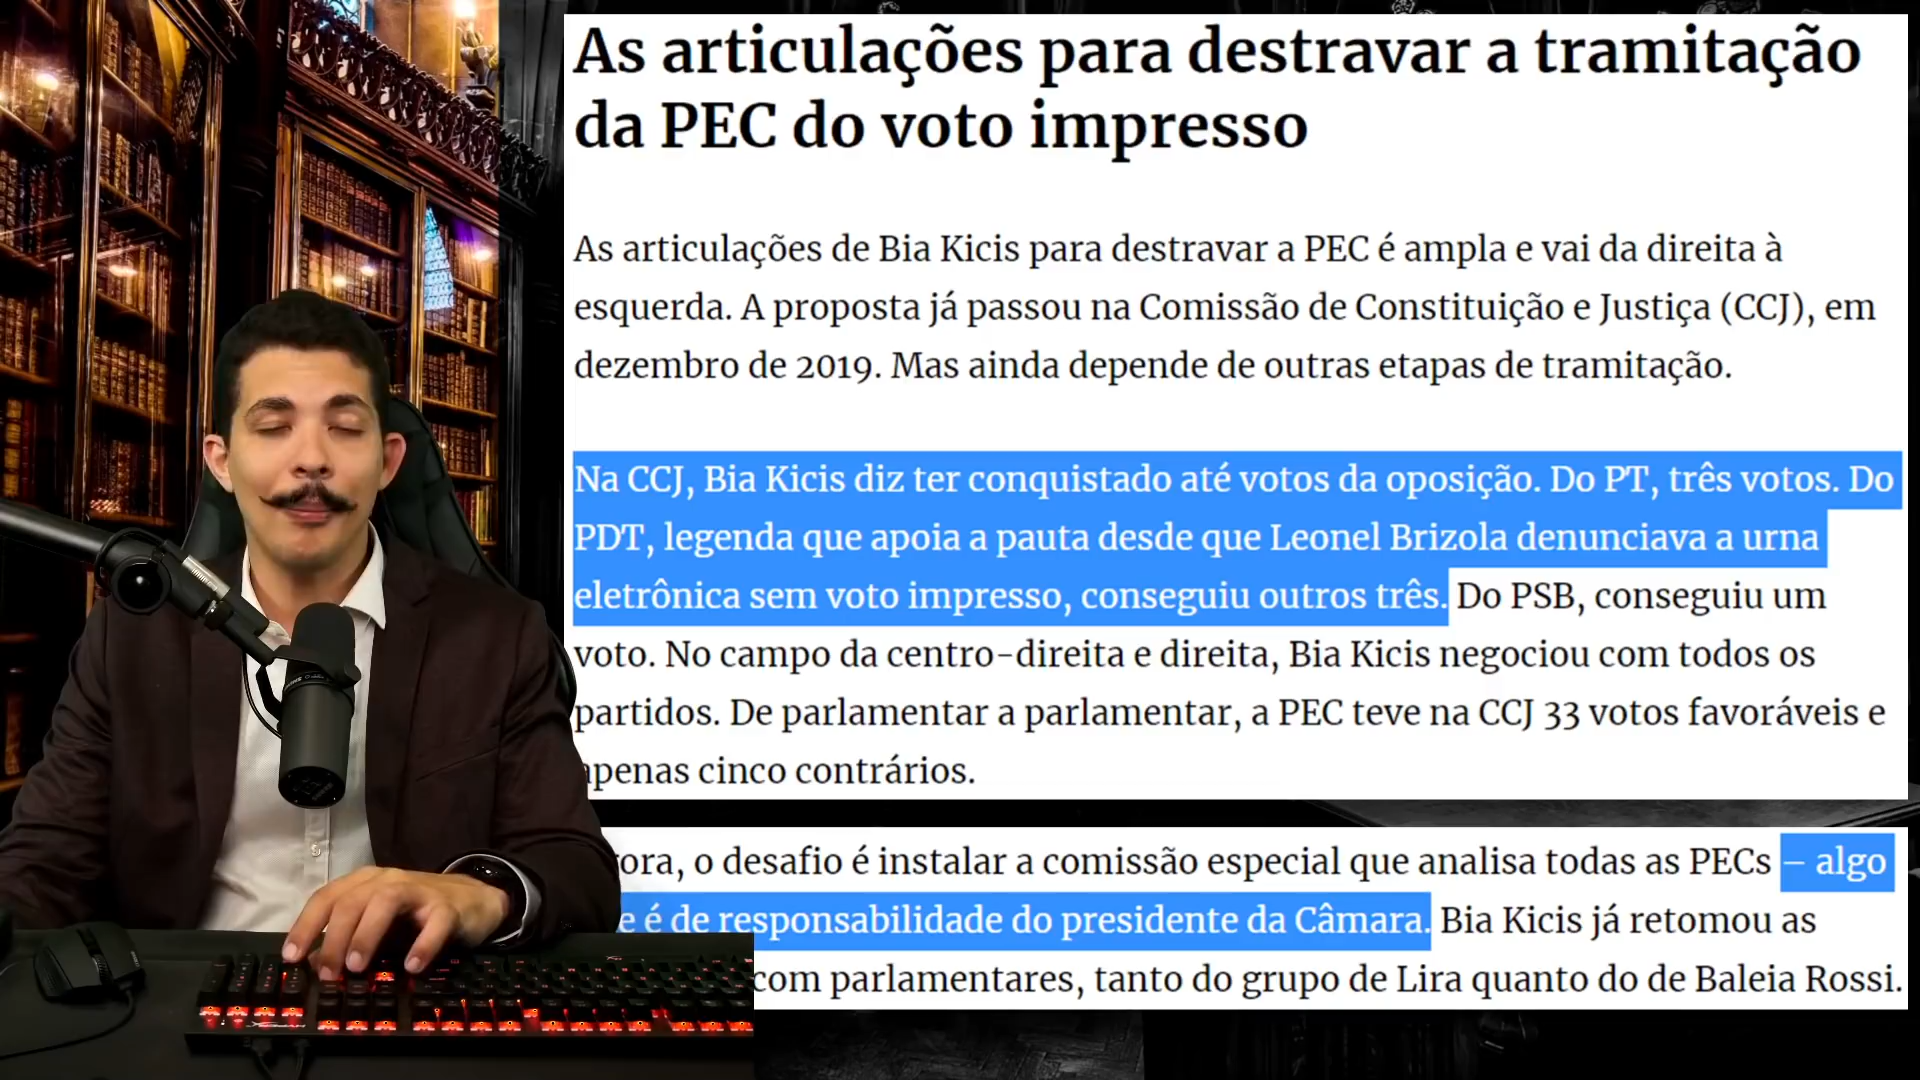 As articulações para destravar a tramitação
da PEC do voto impresso
As articulações de Bia Kicis para destravar a PEC é ampla e vai da direita à
esquerda. A proposta já passou na Comissão de Constituição e Justiça (CCJ), em
dezembro de 2019. Mas ainda depende de outras etapas de tramitação.
Na CCJ, Bia Kicis diz ter conquistado até votos da oposição. Do PT, três votos. Do
PDT, legenda que apoia a pauta desde que Leonel Brizola denunciava a urna
eletrônica sem voto impresso, conseguiu outros três. Do PSB, conseguiu um
voto. No campo da centro-direita e direita, Bia Kicis negociou com todos os
partidos. De parlamentar a parlamentar, a PEC teve na CCJ 33 votos favoráveis e
apenas cinco contrários.
ora, o desafio é instalar a comissão especial que analisa todas as PECs – algo
e é de responsabilidade do presidente da Câmara. Bia Kicis já retomou as
com parlamentares, tanto do grupo de Lira quanto do de Baleia Rossi.